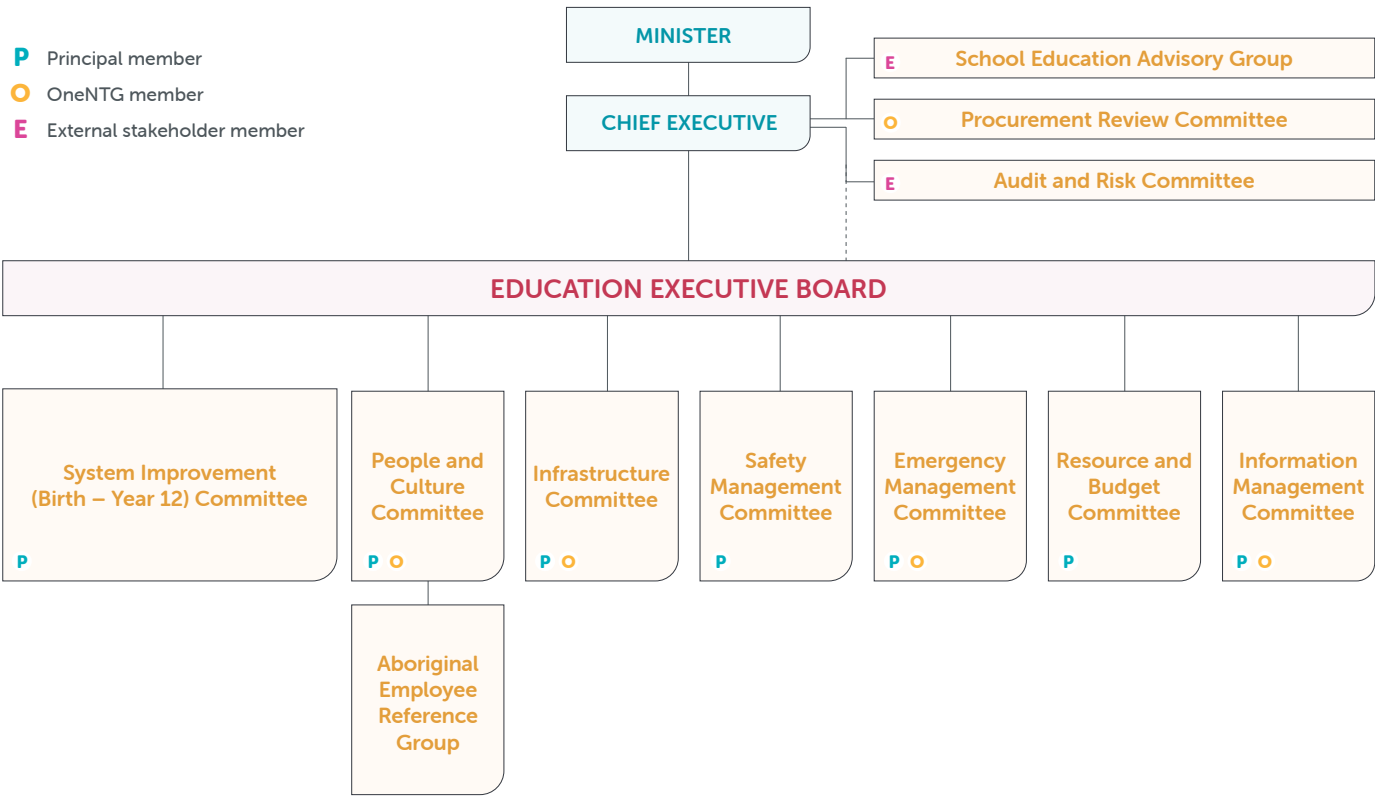 P Principal member
O OneNTG member
E External stakeholder member
MINISTER
CHIEF EXECUTIVE
E School Education Advisory Group
O Procurement Review Committee
E Audit and Risk Committee
EDUCATION EXECUTIVE BOARD
System Improvement
(Birth – Year 12) Committee
P
People and
Culture
Committee
P O
Infrastructure
Committee
P O
Safety
Management
Committee
P
Emergency
Management
Committee
P O
Resource and
Budget
Committee
P
Information
Management
Committee
P O
Aboriginal
Employee
Reference
Group